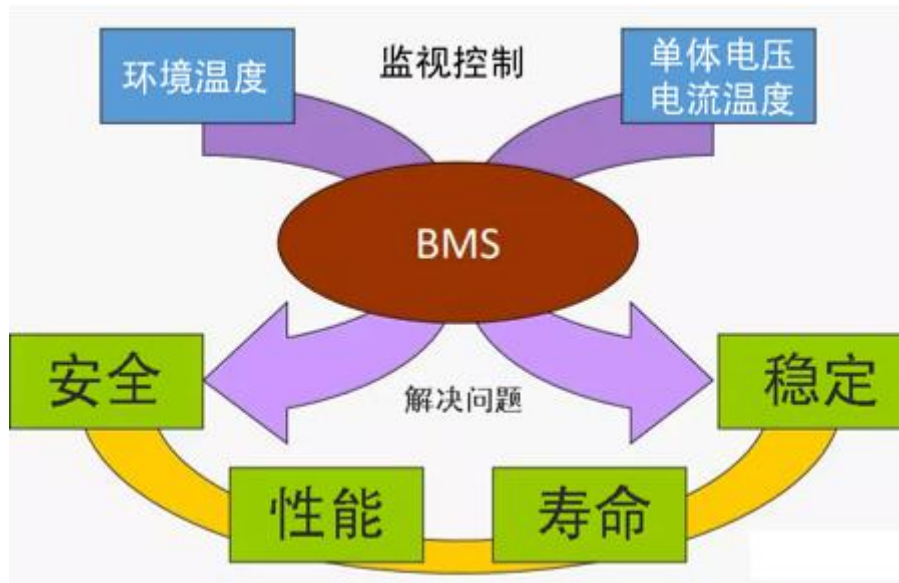 环境温度
监视控制
单体电压
电流温度
BMS
安全
解决问题
稳定
性能
寿命